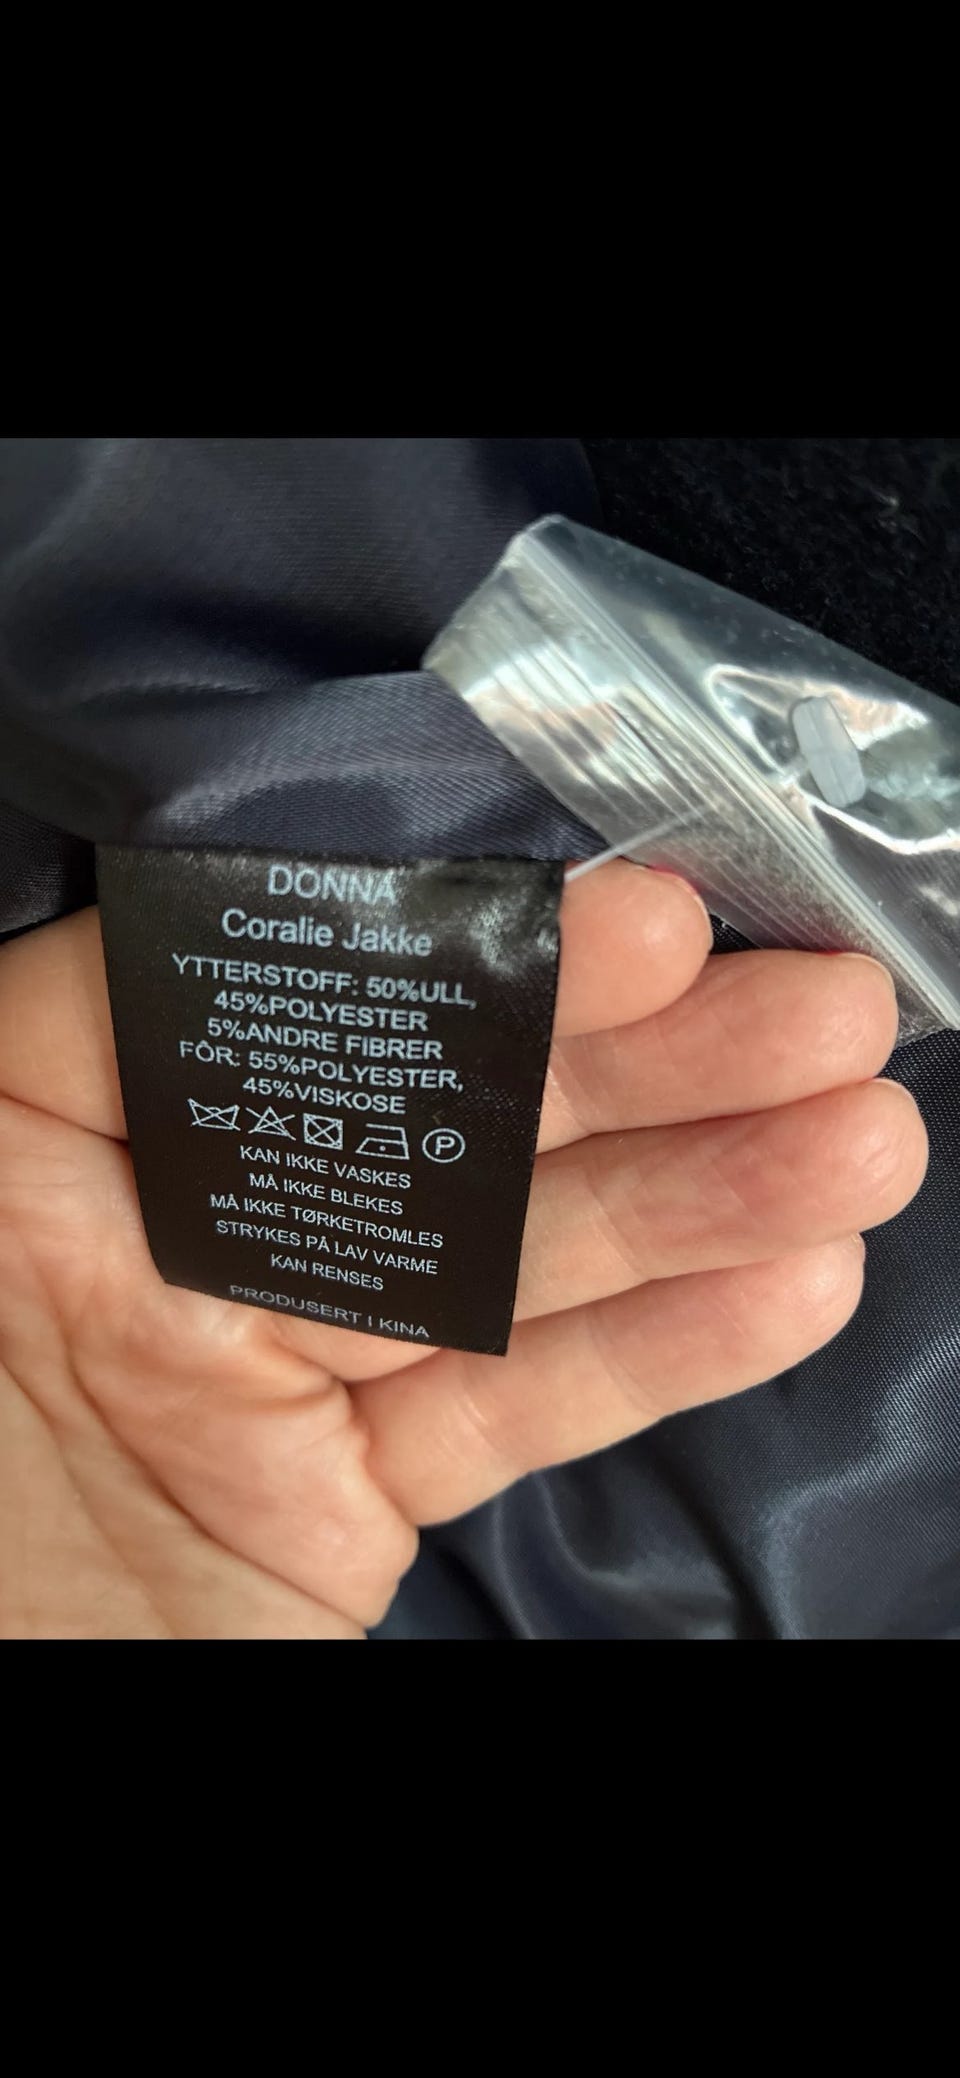 DONNA
Coralie Jakke
YTTERSTOFF: 50%ULL,
45%POLYESTER
5%ANDRE FIBRER
FÔR: 55%POLYESTER,
45%VISKOSE
P
KAN IKKE VASKES
MÅ IKKE BLEKES
MÅ IKKE TØRKETROMLES
STRYKES PÅ LAV VARME
KAN RENSES
PRODUSERT I KINA